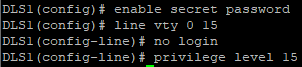 DLS1(config)# enable secret password
DLS1(config)# line vty 0 15
DLS1(config-line)# no login
DLS1(config-line)# privilege level 15